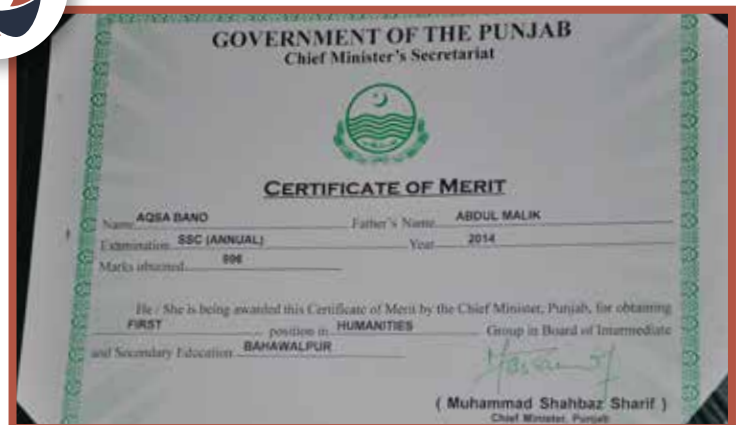 GOVERNMENT OF THE PUNJAB
Chief Minister's Secretariat
CERTIFICATE OF MERIT
Name AQSA BANO Father's Name ABDUL MALIK
Examination SSC (ANNUAL) Year 2014
Marks obtained
He / She is being awarded this Certificate of Merit by the Chief Minister, Punjab, for obtaining
FIRST position in HUMANITIES Group in Board of Intermediate
and Secondary Education BAHAWALPUR
( Muhammad Shahbaz Sharif )
Chief Minister, Punjab